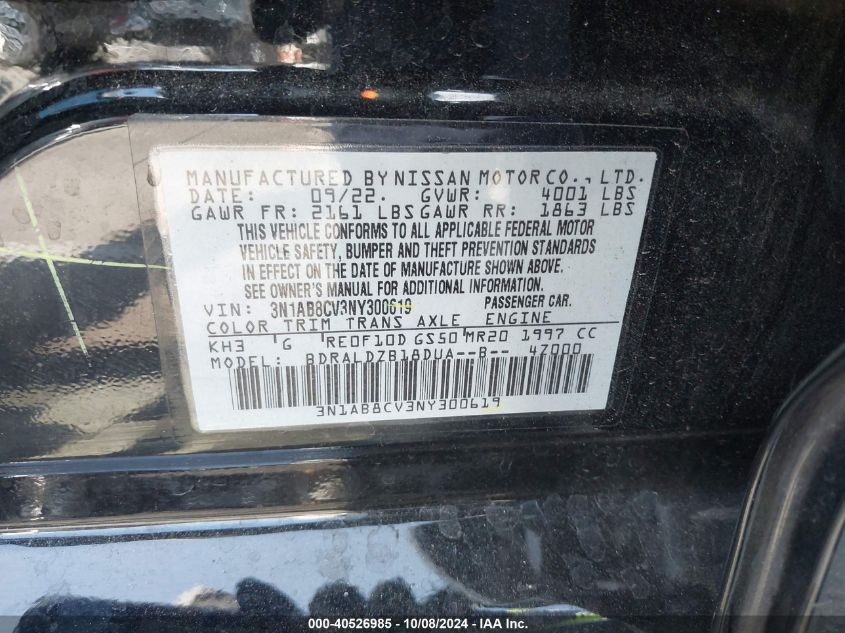 MANUFACTURED BY NISSAN MOTOR CO., LTD.
DATE: 09/22. GVWR: 4001 LBS
GAWR FR: 2161 LBS GAWR RR: 1863 LBS
THIS VEHICLE CONFORMS TO ALL APPLICABLE FEDERAL MOTOR
VEHICLE SAFETY, BUMPER AND THEFT PREVENTION STANDARDS
IN EFFECT ON THE DATE OF MANUFACTURE SHOWN ABOVE.
SEE OWNER'S MANUAL FOR ADDITIONAL INFORMATION.
VIN: 3N1AB8CV3NY300619 PASSENGER CAR.
COLOR TRIM TRANS AXLE ENGINE
KH3 G RE0F10D GS50 MR20 1997 CC
MODEL: BDRALDZB18DUA--B-- 4Z000
3N1AB8CV3NY300619
000-40526985 - 10/08/2024 - IAA Inc.